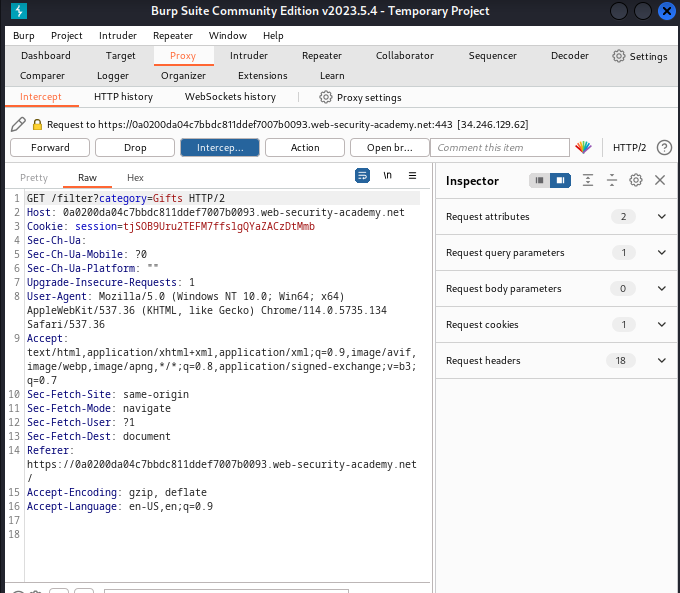 Burp Suite Community Edition v2023.5.4 - Temporary Project
Burp Project Intruder Repeater Window Help
Dashboard Target Proxy Intruder Repeater Collaborator Sequencer Decoder Settings
Comparer Logger Organizer Extensions Learn
Intercept HTTP history WebSockets history Proxy settings
Request to https://0a0200da04c7bbdc811ddef7007b0093.web-security-academy.net:443 [34.246.129.62]
Forward Drop Intercep... Action Open br... Comment this item HTTP/2
Pretty Raw Hex \n
Inspector
1 GET /filter?category=Gifts HTTP/2
2 Host: 0a0200da04c7bbdc811ddef7007b0093.web-security-academy.net
3 Cookie: session=tjSOB9Uru2TEFM7ffslgQYaZACzDtMmb
4 Sec-Ch-Ua:
5 Sec-Ch-Ua-Mobile: ?0
6 Sec-Ch-Ua-Platform: ""
7 Upgrade-Insecure-Requests: 1
8 User-Agent: Mozilla/5.0 (Windows NT 10.0; Win64; x64)
AppleWebKit/537.36 (KHTML, like Gecko) Chrome/114.0.5735.134
Safari/537.36
9 Accept:
text/html,application/xhtml+xml,application/xml;q=0.9,image/avif,
image/webp,image/apng,*/*;q=0.8,application/signed-exchange;v=b3;
q=0.7
10 Sec-Fetch-Site: same-origin
11 Sec-Fetch-Mode: navigate
12 Sec-Fetch-User: ?1
13 Sec-Fetch-Dest: document
14 Referer:
https://0a0200da04c7bbdc811ddef7007b0093.web-security-academy.net
/
15 Accept-Encoding: gzip, deflate
16 Accept-Language: en-US,en;q=0.9
17
18
Request attributes 2
Request query parameters 1
Request body parameters 0
Request cookies 1
Request headers 18